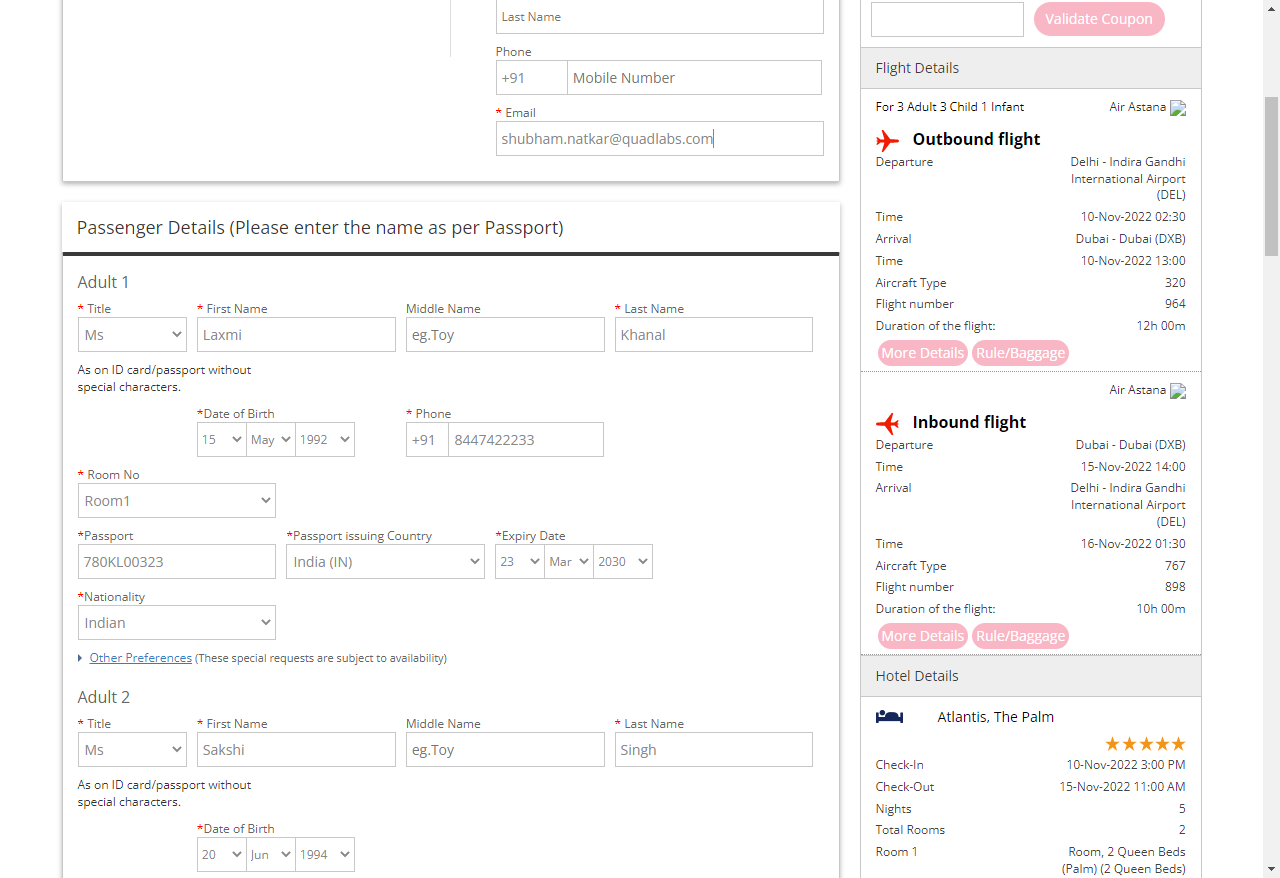 Last Name
Phone
+91 Mobile Number
* Email
shubham.natkar@quadlabs.com
Passenger Details (Please enter the name as per Passport)
Adult 1
* Title * First Name Middle Name * Last Name
Ms Laxmi eg.Toy Khanal
As on ID card/passport without
special characters.
*Date of Birth * Phone
15 May 1992 +91 8447422233
* Room No
Room1
*Passport *Passport issuing Country *Expiry Date
780KL00323 India (IN) 23 Mar 2030
*Nationality
Indian
Other Preferences (These special requests are subject to availability)
Adult 2
* Title * First Name Middle Name * Last Name
Ms Sakshi eg.Toy Singh
As on ID card/passport without
special characters.
*Date of Birth
20 Jun 1994
Validate Coupon
Flight Details
For 3 Adult 3 Child 1 Infant Air Astana
Outbound flight
Departure Delhi - Indira Gandhi
International Airport
(DEL)
Time 10-Nov-2022 02:30
Arrival Dubai - Dubai (DXB)
Time 10-Nov-2022 13:00
Aircraft Type 320
Flight number 964
Duration of the flight: 12h 00m
More Details Rule/Baggage
Air Astana
Inbound flight
Departure Dubai - Dubai (DXB)
Time 15-Nov-2022 14:00
Arrival Delhi - Indira Gandhi
International Airport
(DEL)
Time 16-Nov-2022 01:30
Aircraft Type 767
Flight number 898
Duration of the flight: 10h 00m
More Details Rule/Baggage
Hotel Details
Atlantis, The Palm
Check-In 10-Nov-2022 3:00 PM
Check-Out 15-Nov-2022 11:00 AM
Nights 5
Total Rooms 2
Room 1 Room, 2 Queen Beds
(Palm) (2 Queen Beds)